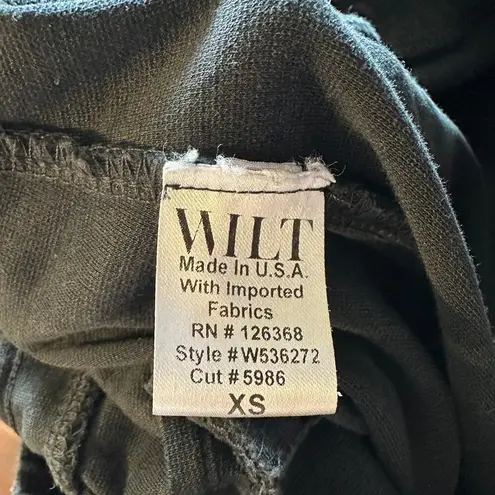 WILT
Made In U.S.A.
With Imported
Fabrics
RN # 126368
Style #W536272
Cut #5986
XS